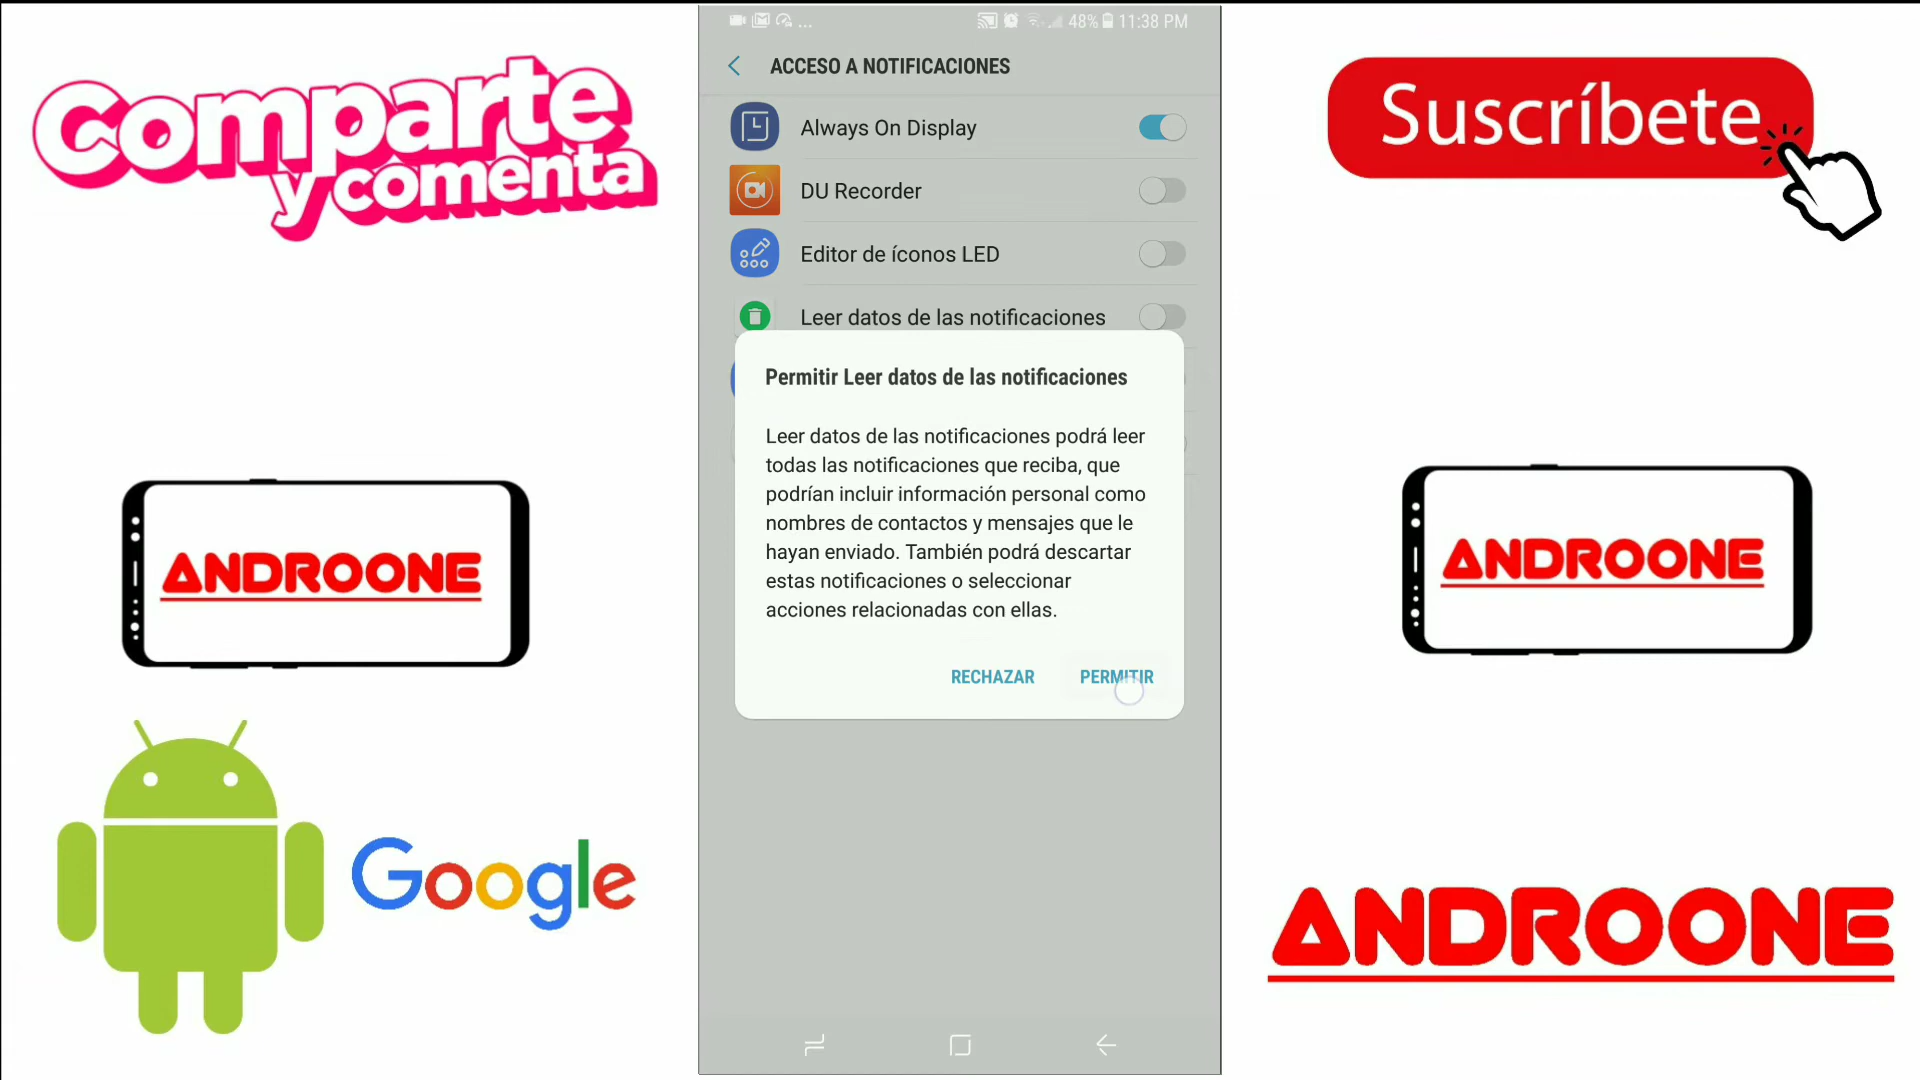 Comparte
y comenta
ANDROONE
Google
... 48% 11:38 PM
ACCESO A NOTIFICACIONES
Always On Display
DU Recorder
Editor de íconos LED
Leer datos de las notificaciones
Permitir Leer datos de las notificaciones
Leer datos de las notificaciones podrá leer
todas las notificaciones que reciba, que
podrían incluir información personal como
nombres de contactos y mensajes que le
hayan enviado. También podrá descartar
estas notificaciones o seleccionar
acciones relacionadas con ellas.
RECHAZAR PERMITIR
Suscríbete
ANDROONE
ANDROONE